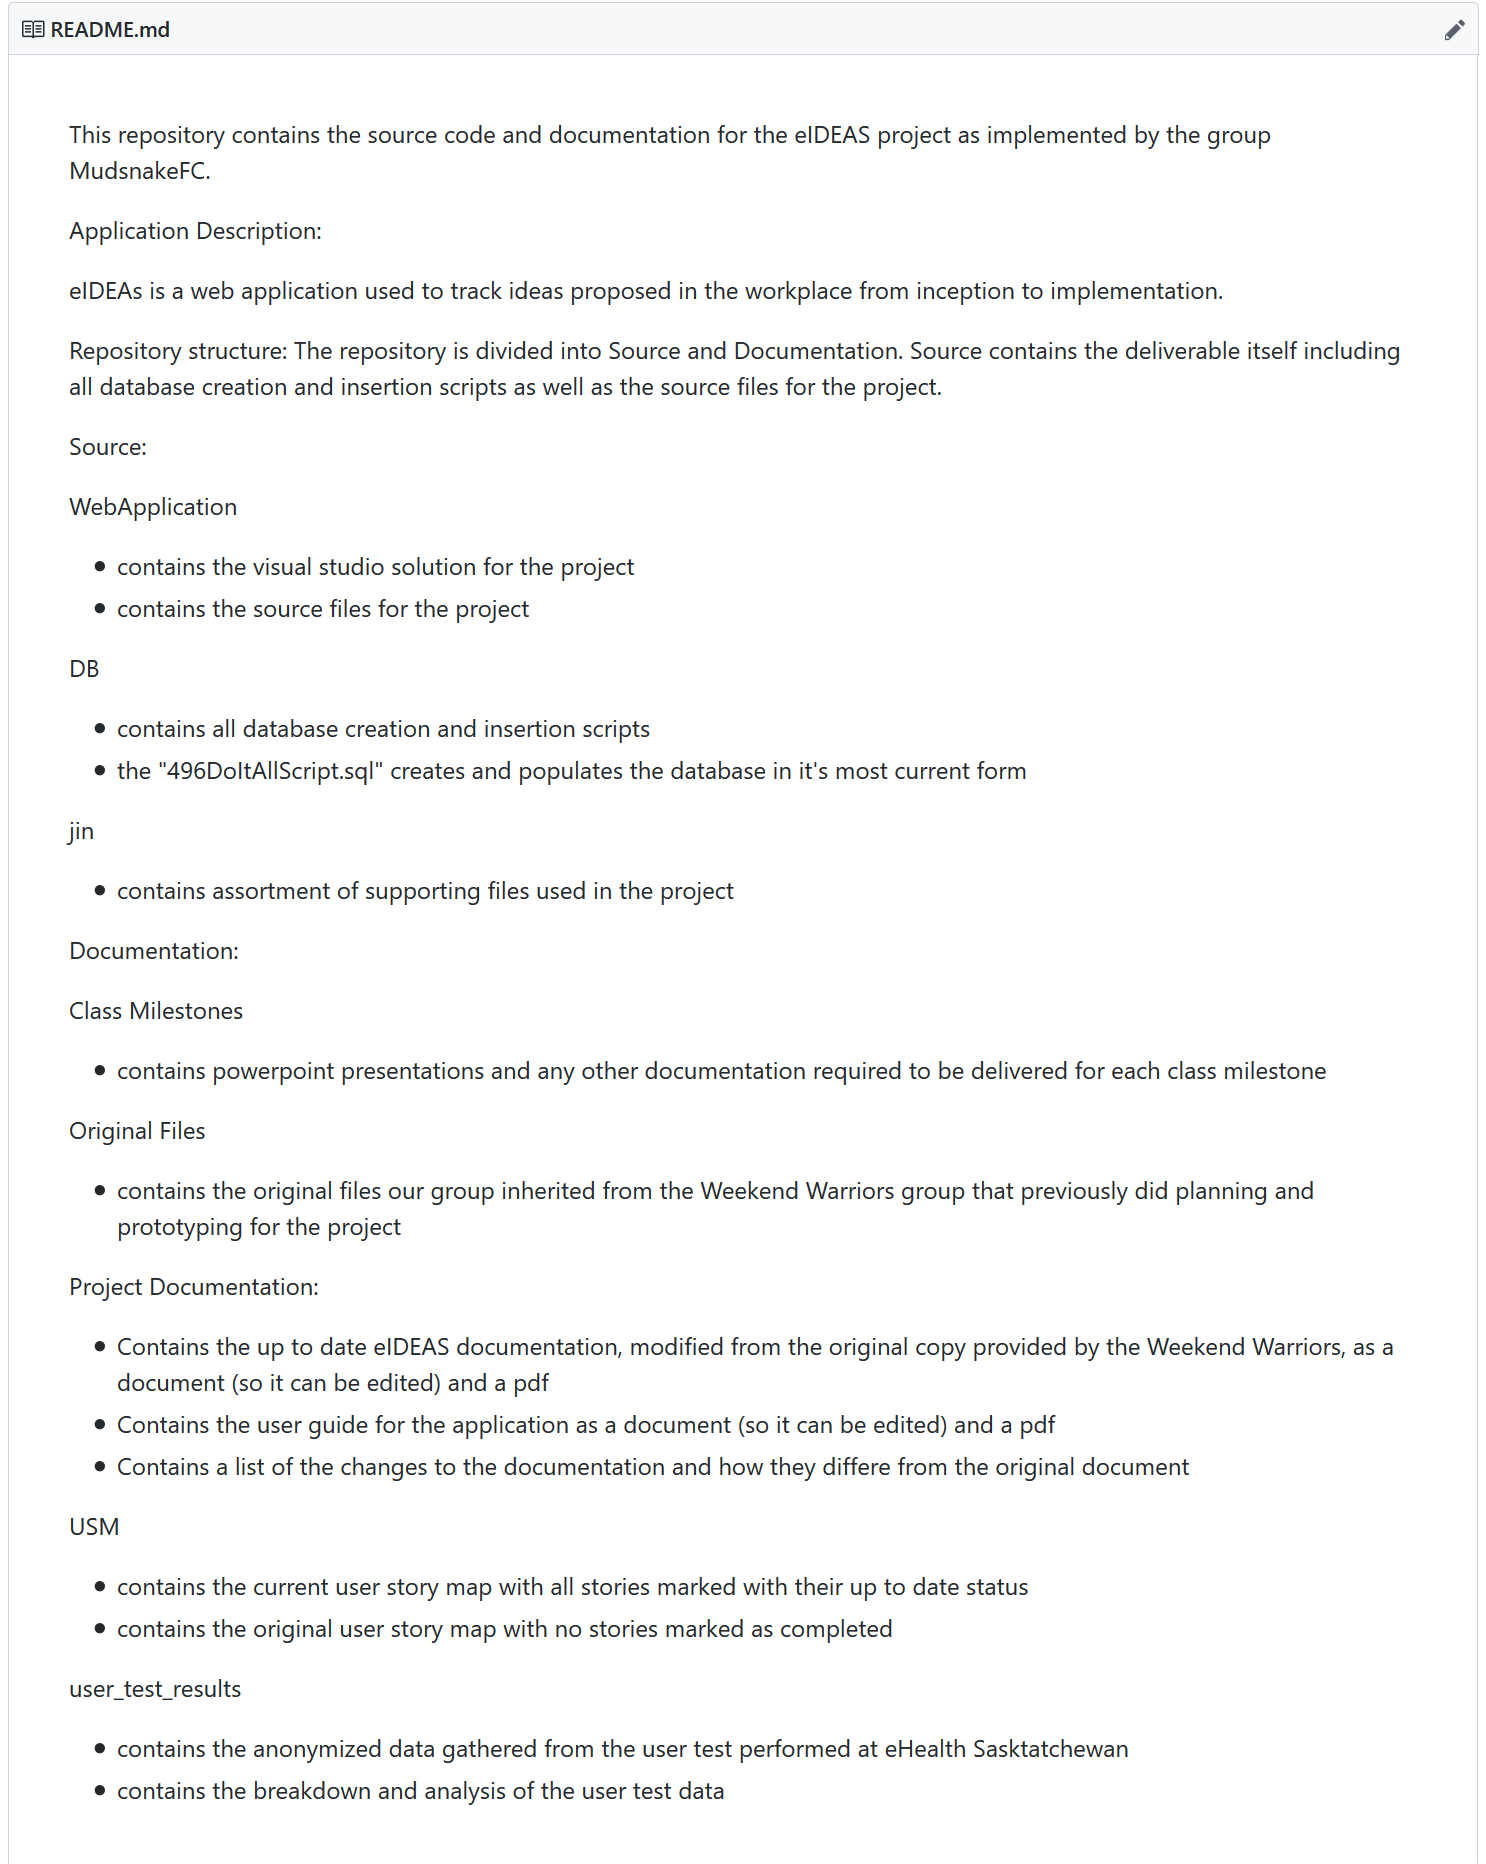 README.md
This repository contains the source code and documentation for the eIDEAS project as implemented by the group
MudsnakeFC.
Application Description:
eIDEAs is a web application used to track ideas proposed in the workplace from inception to implementation.
Repository structure: The repository is divided into Source and Documentation. Source contains the deliverable itself including
all database creation and insertion scripts as well as the source files for the project.
Source:
WebApplication
• contains the visual studio solution for the project
• contains the source files for the project
DB
• contains all database creation and insertion scripts
• the "496DoItAllScript.sql" creates and populates the database in it's most current form
jin
• contains assortment of supporting files used in the project
Documentation:
Class Milestones
• contains powerpoint presentations and any other documentation required to be delivered for each class milestone
Original Files
• contains the original files our group inherited from the Weekend Warriors group that previously did planning and
prototyping for the project
Project Documentation:
• Contains the up to date eIDEAS documentation, modified from the original copy provided by the Weekend Warriors, as a
document (so it can be edited) and a pdf
• Contains the user guide for the application as a document (so it can be edited) and a pdf
• Contains a list of the changes to the documentation and how they differe from the original document
USM
• contains the current user story map with all stories marked with their up to date status
• contains the original user story map with no stories marked as completed
user_test_results
• contains the anonymized data gathered from the user test performed at eHealth Sasktatchewan
• contains the breakdown and analysis of the user test data